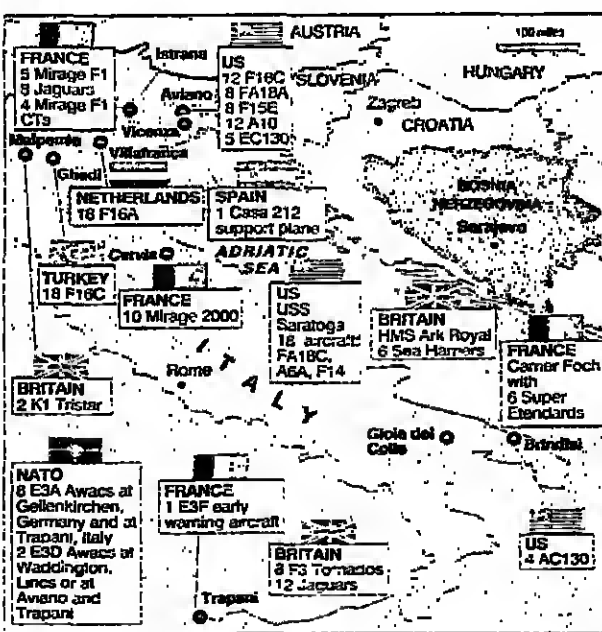 FRANCE
5 Mirage F1
8 Jaguars
4 Mirage F1
CTs
Istrana
Aviano
Vicenza
Villafranca
Malpensa
Ghedi
US
12 F16C
8 FA18A
8 F15E
12 A10
5 EC130
AUSTRIA
SLOVENIA
100 miles
HUNGARY
Zagreb
CROATIA
BOSNIA
HERZEGOVINA
Sarajevo
NETHERLANDS
18 F16A
SPAIN
1 Casa 212
support plane
TURKEY
18 F16C
Cervia
ADRIATIC
SEA
FRANCE
10 Mirage 2000
US
USS
Saratoga
18 aircraft
FA18C,
A6A, F14
BRITAIN
HMS Ark Royal
6 Sea Harriers
FRANCE
Carrier Foch
with
6 Super
Etendards
BRITAIN
2 K1 Tristar
Rome
ITALY
Gioia del
Colle
Brindisi
NATO
8 E3A Awacs at
Geilenkirchen,
Germany and at
Trapani, Italy
2 E3D Awacs at
Waddington,
Lincs or at
Aviano and
Trapani
FRANCE
1 E3F early
warning aircraft
BRITAIN
8 F3 Tornados
12 Jaguars
US
4 AC130
Trapani